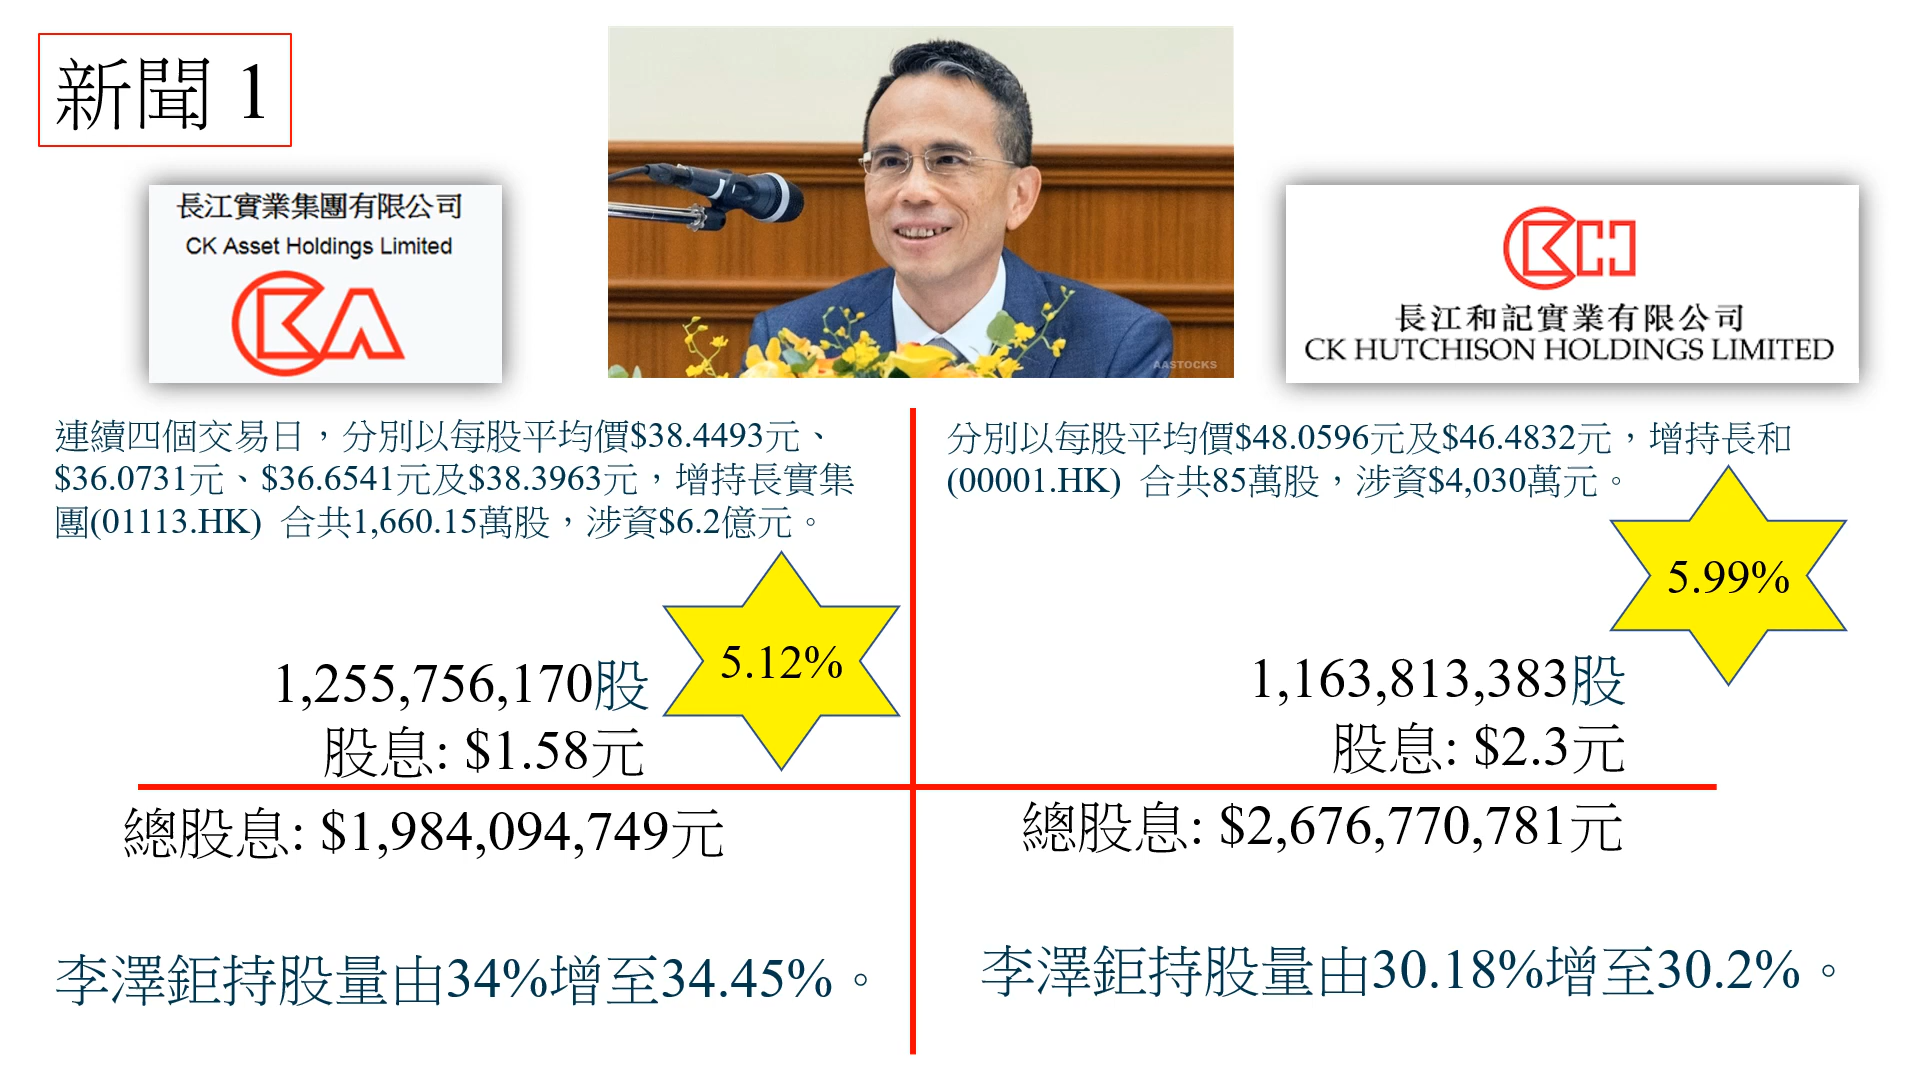 新聞 1
長江實業集團有限公司
CK Asset Holdings Limited
AASTOCKS
長江和記實業有限公司
CK HUTCHISON HOLDINGS LIMITED
連續四個交易日，分別以每股平均價$38.4493元、
$36.0731元、$36.6541元及$38.3963元，增持長實集
團(01113.HK) 合共1,660.15萬股，涉資$6.2億元。
5.12%
1,255,756,170股
股息: $1.58元
總股息: $1,984,094,749元
李澤鉅持股量由34%增至34.45%。
分別以每股平均價$48.0596元及$46.4832元，增持長和
(00001.HK) 合共85萬股，涉資$4,030萬元。
5.99%
1,163,813,383股
股息: $2.3元
總股息: $2,676,770,781元
李澤鉅持股量由30.18%增至30.2%。